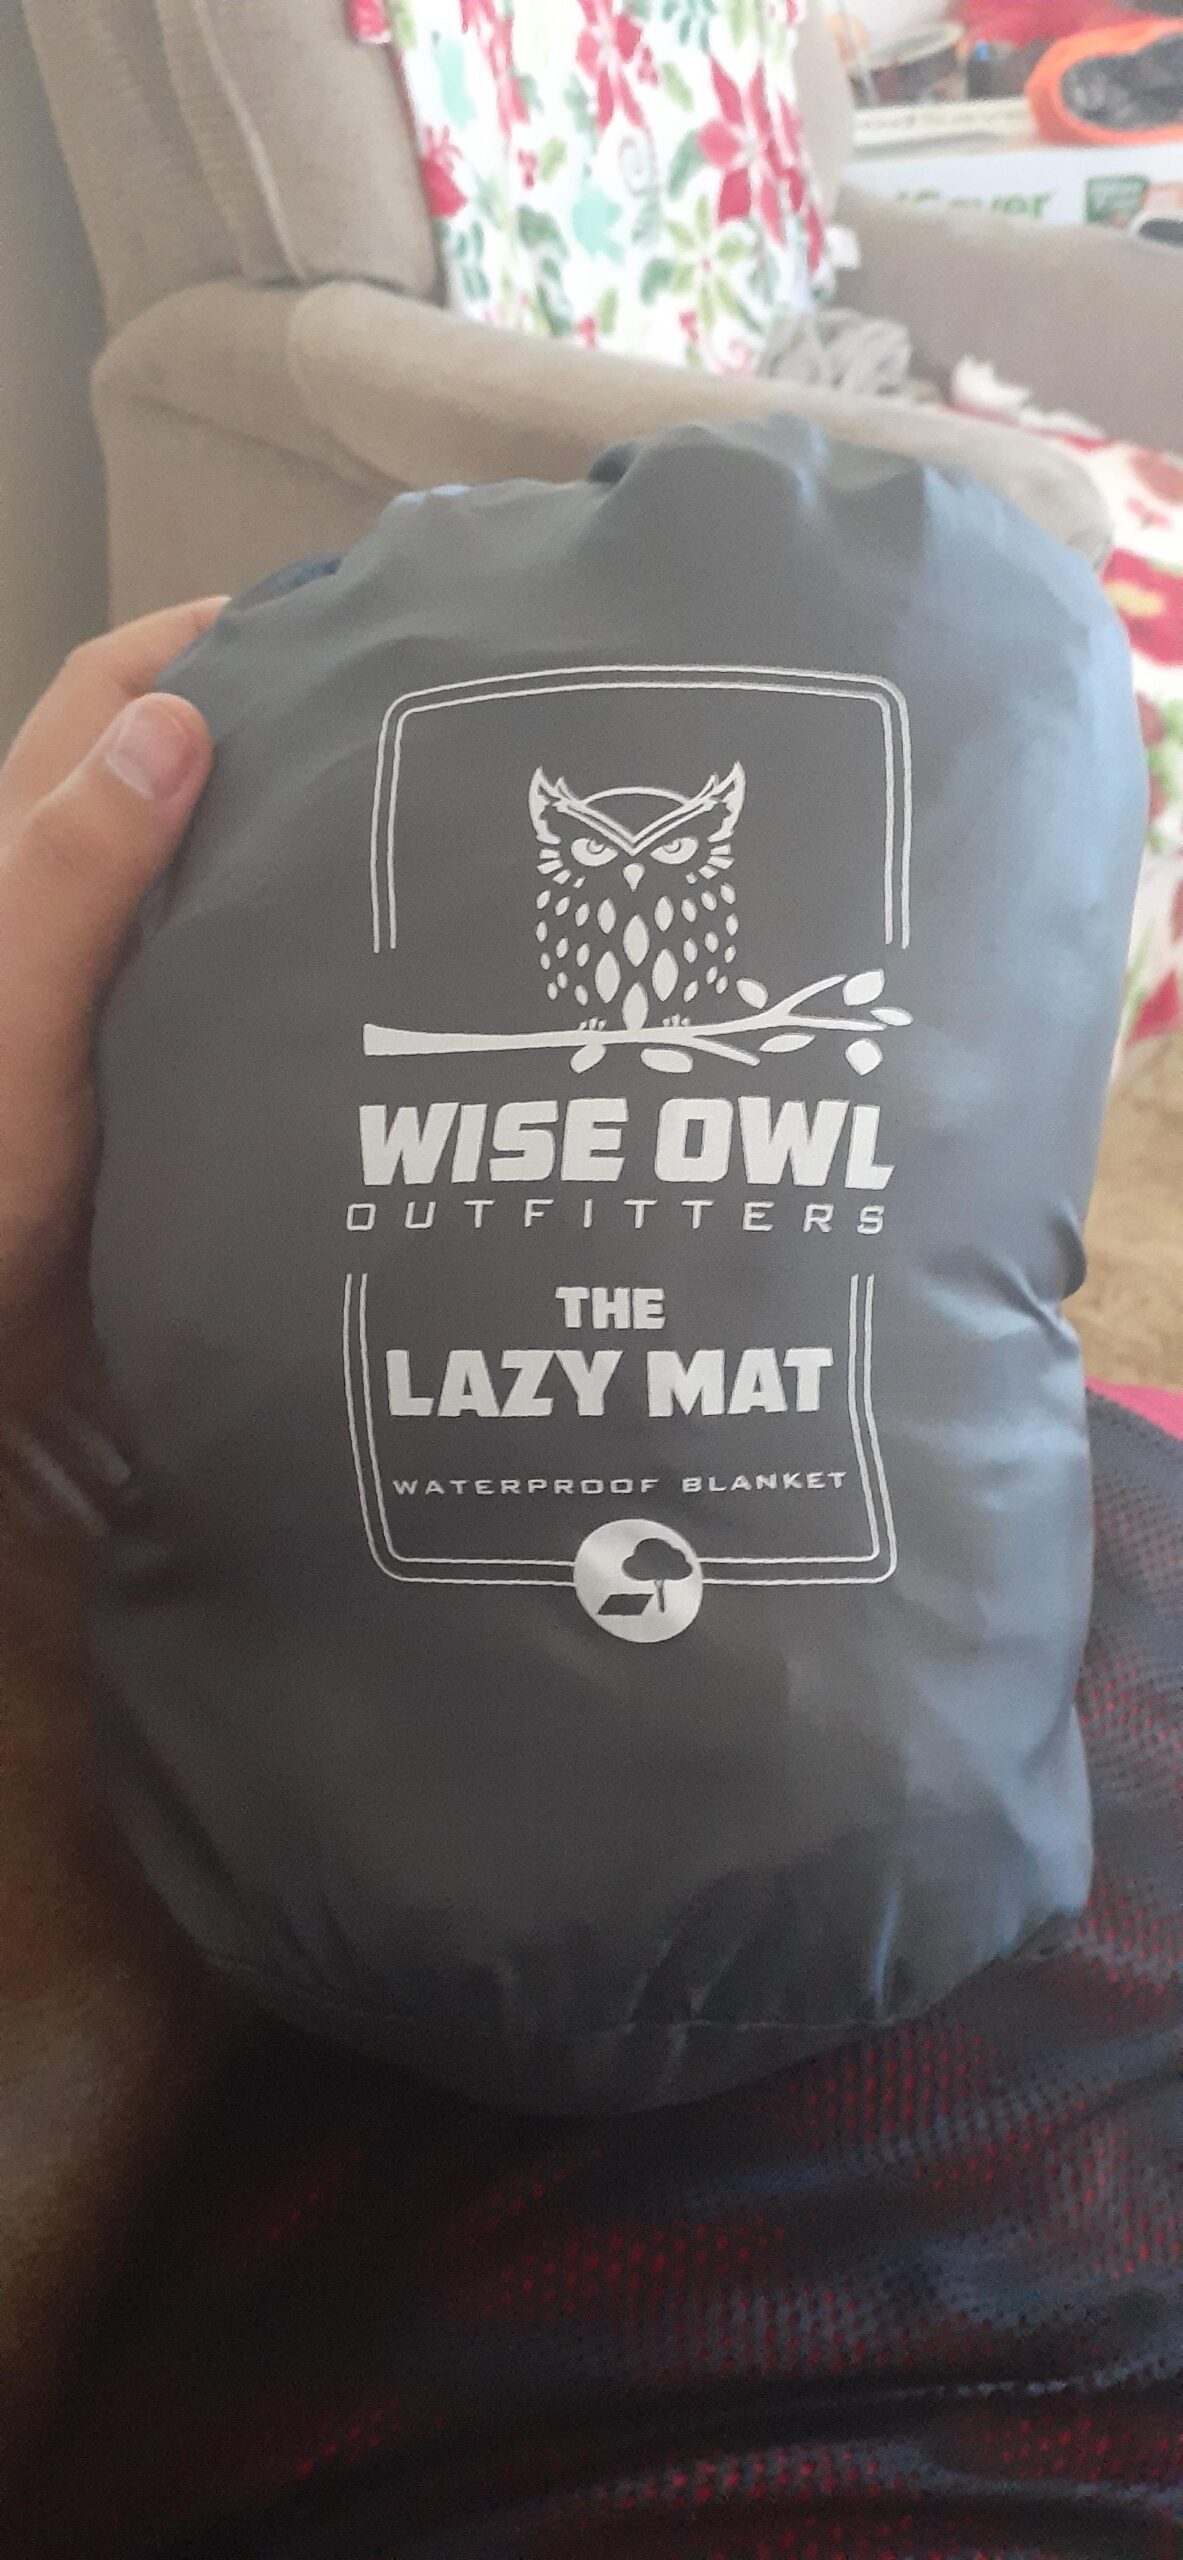 WISE OWL
OUTFITTERS
THE
LAZY MAT
WATERPROOF BLANKET